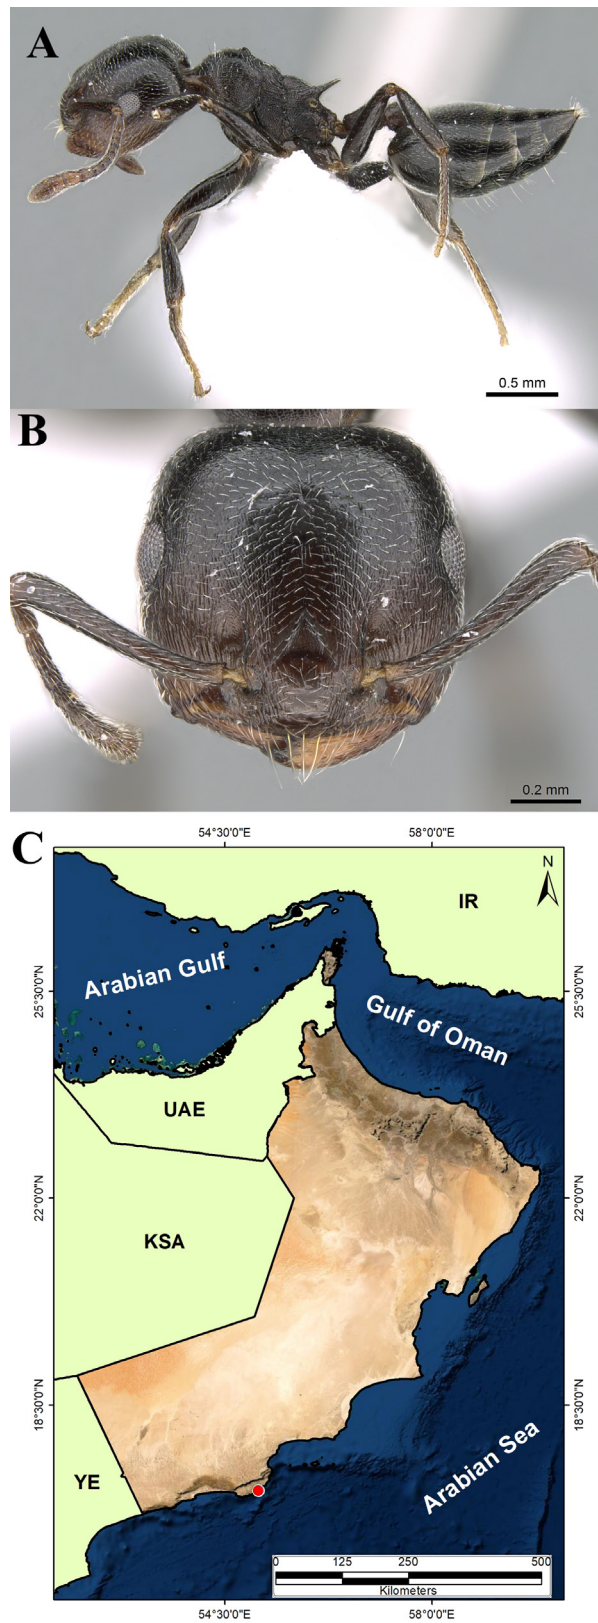 A
0.5 mm
B
0.2 mm
C
54°30'0"E
58°0'0"E
N
IR
Arabian Gulf
25°30'0"N
25°30'0"N
Gulf of Oman
UAE
22°0'0"N
22°0'0"N
KSA
18°30'0"N
18°30'0"N
Arabian Sea
YE
0
125
250
500
Kilometers
54°30'0"E
58°0'0"E